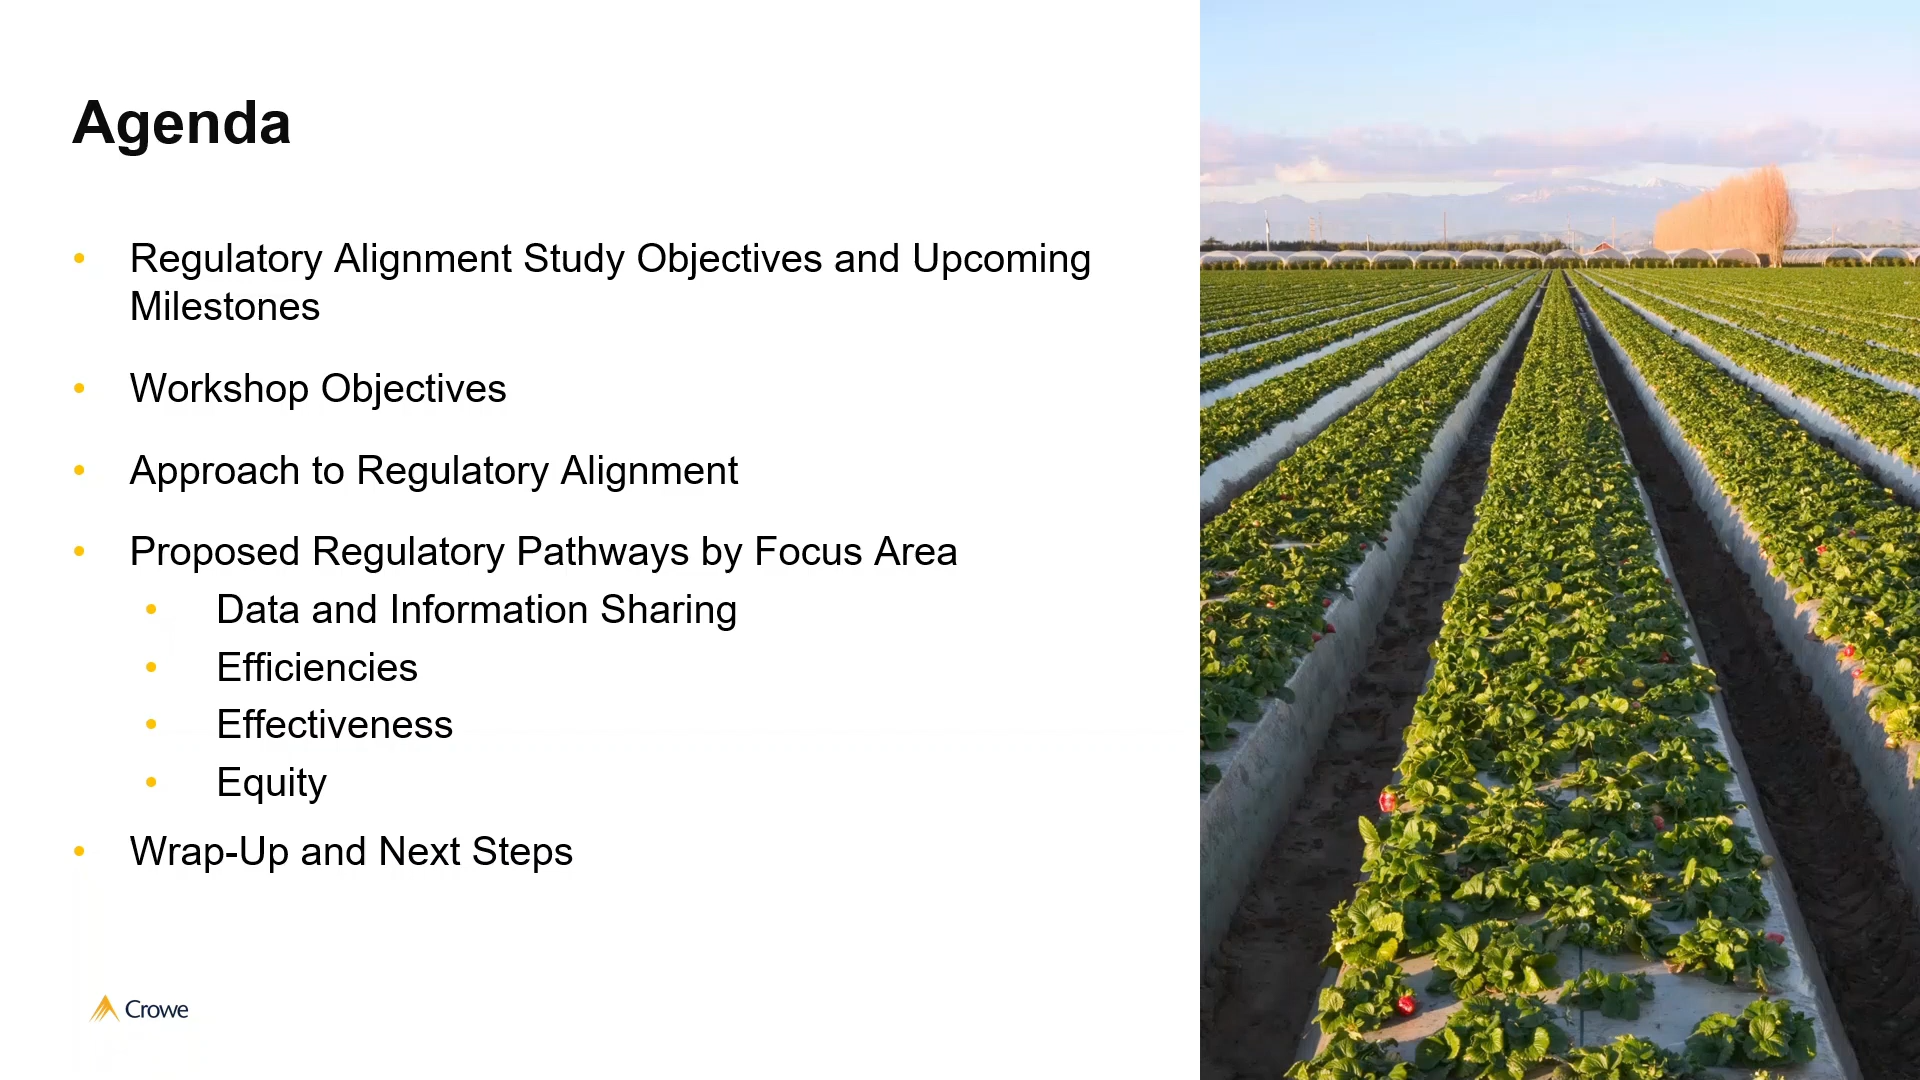 Agenda
• Regulatory Alignment Study Objectives and Upcoming
Milestones
• Workshop Objectives
• Approach to Regulatory Alignment
• Proposed Regulatory Pathways by Focus Area
• Data and Information Sharing
• Efficiencies
• Effectiveness
• Equity
• Wrap-Up and Next Steps
Crowe